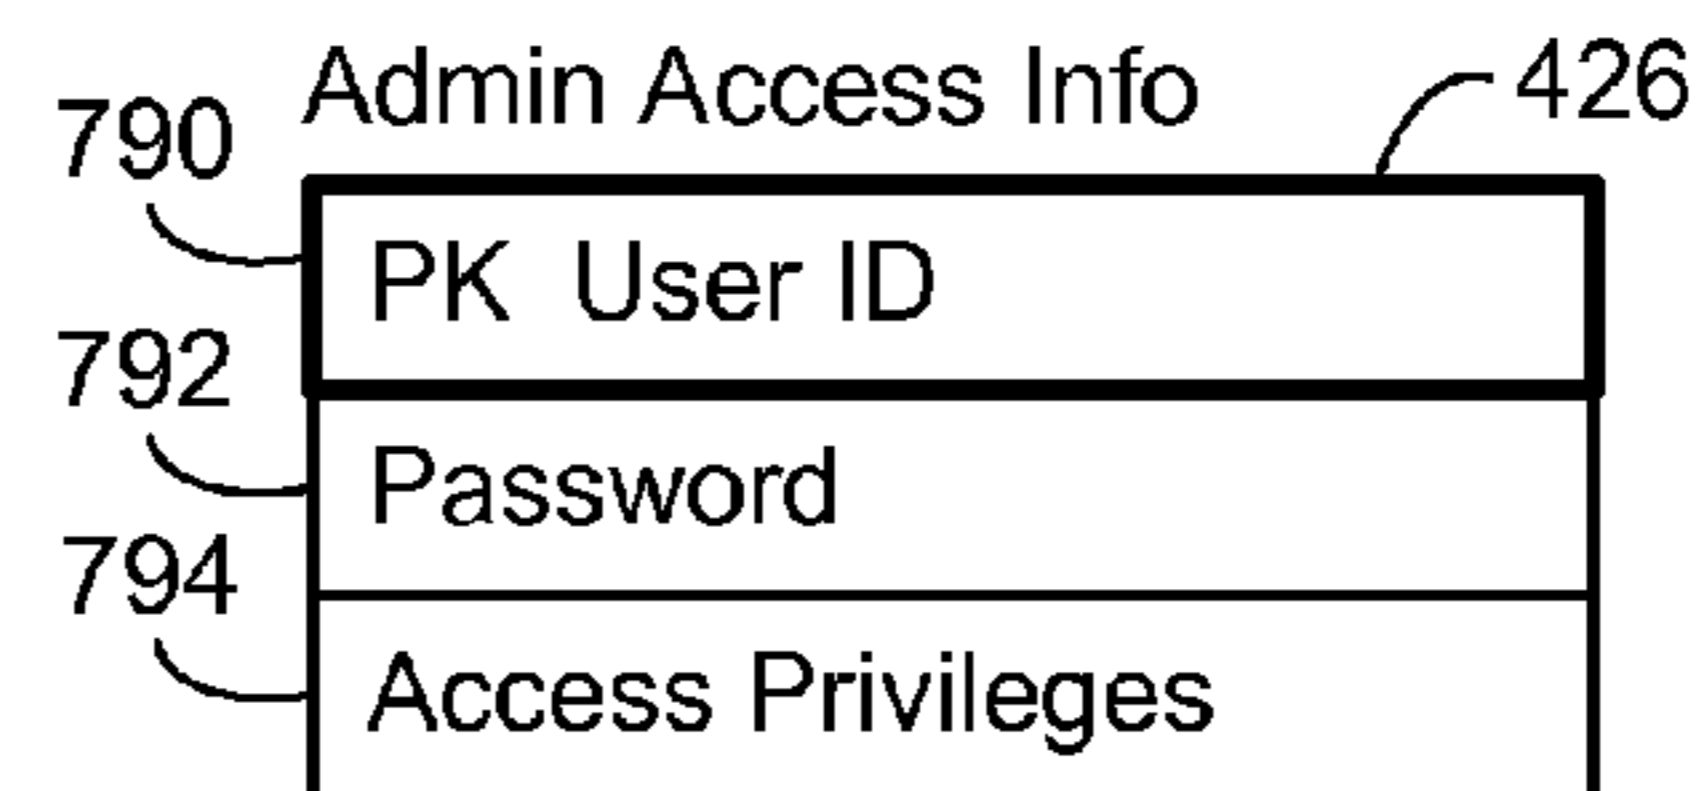 Admin Access Info
426
790
PK User ID
792
Password
794
Access Privileges